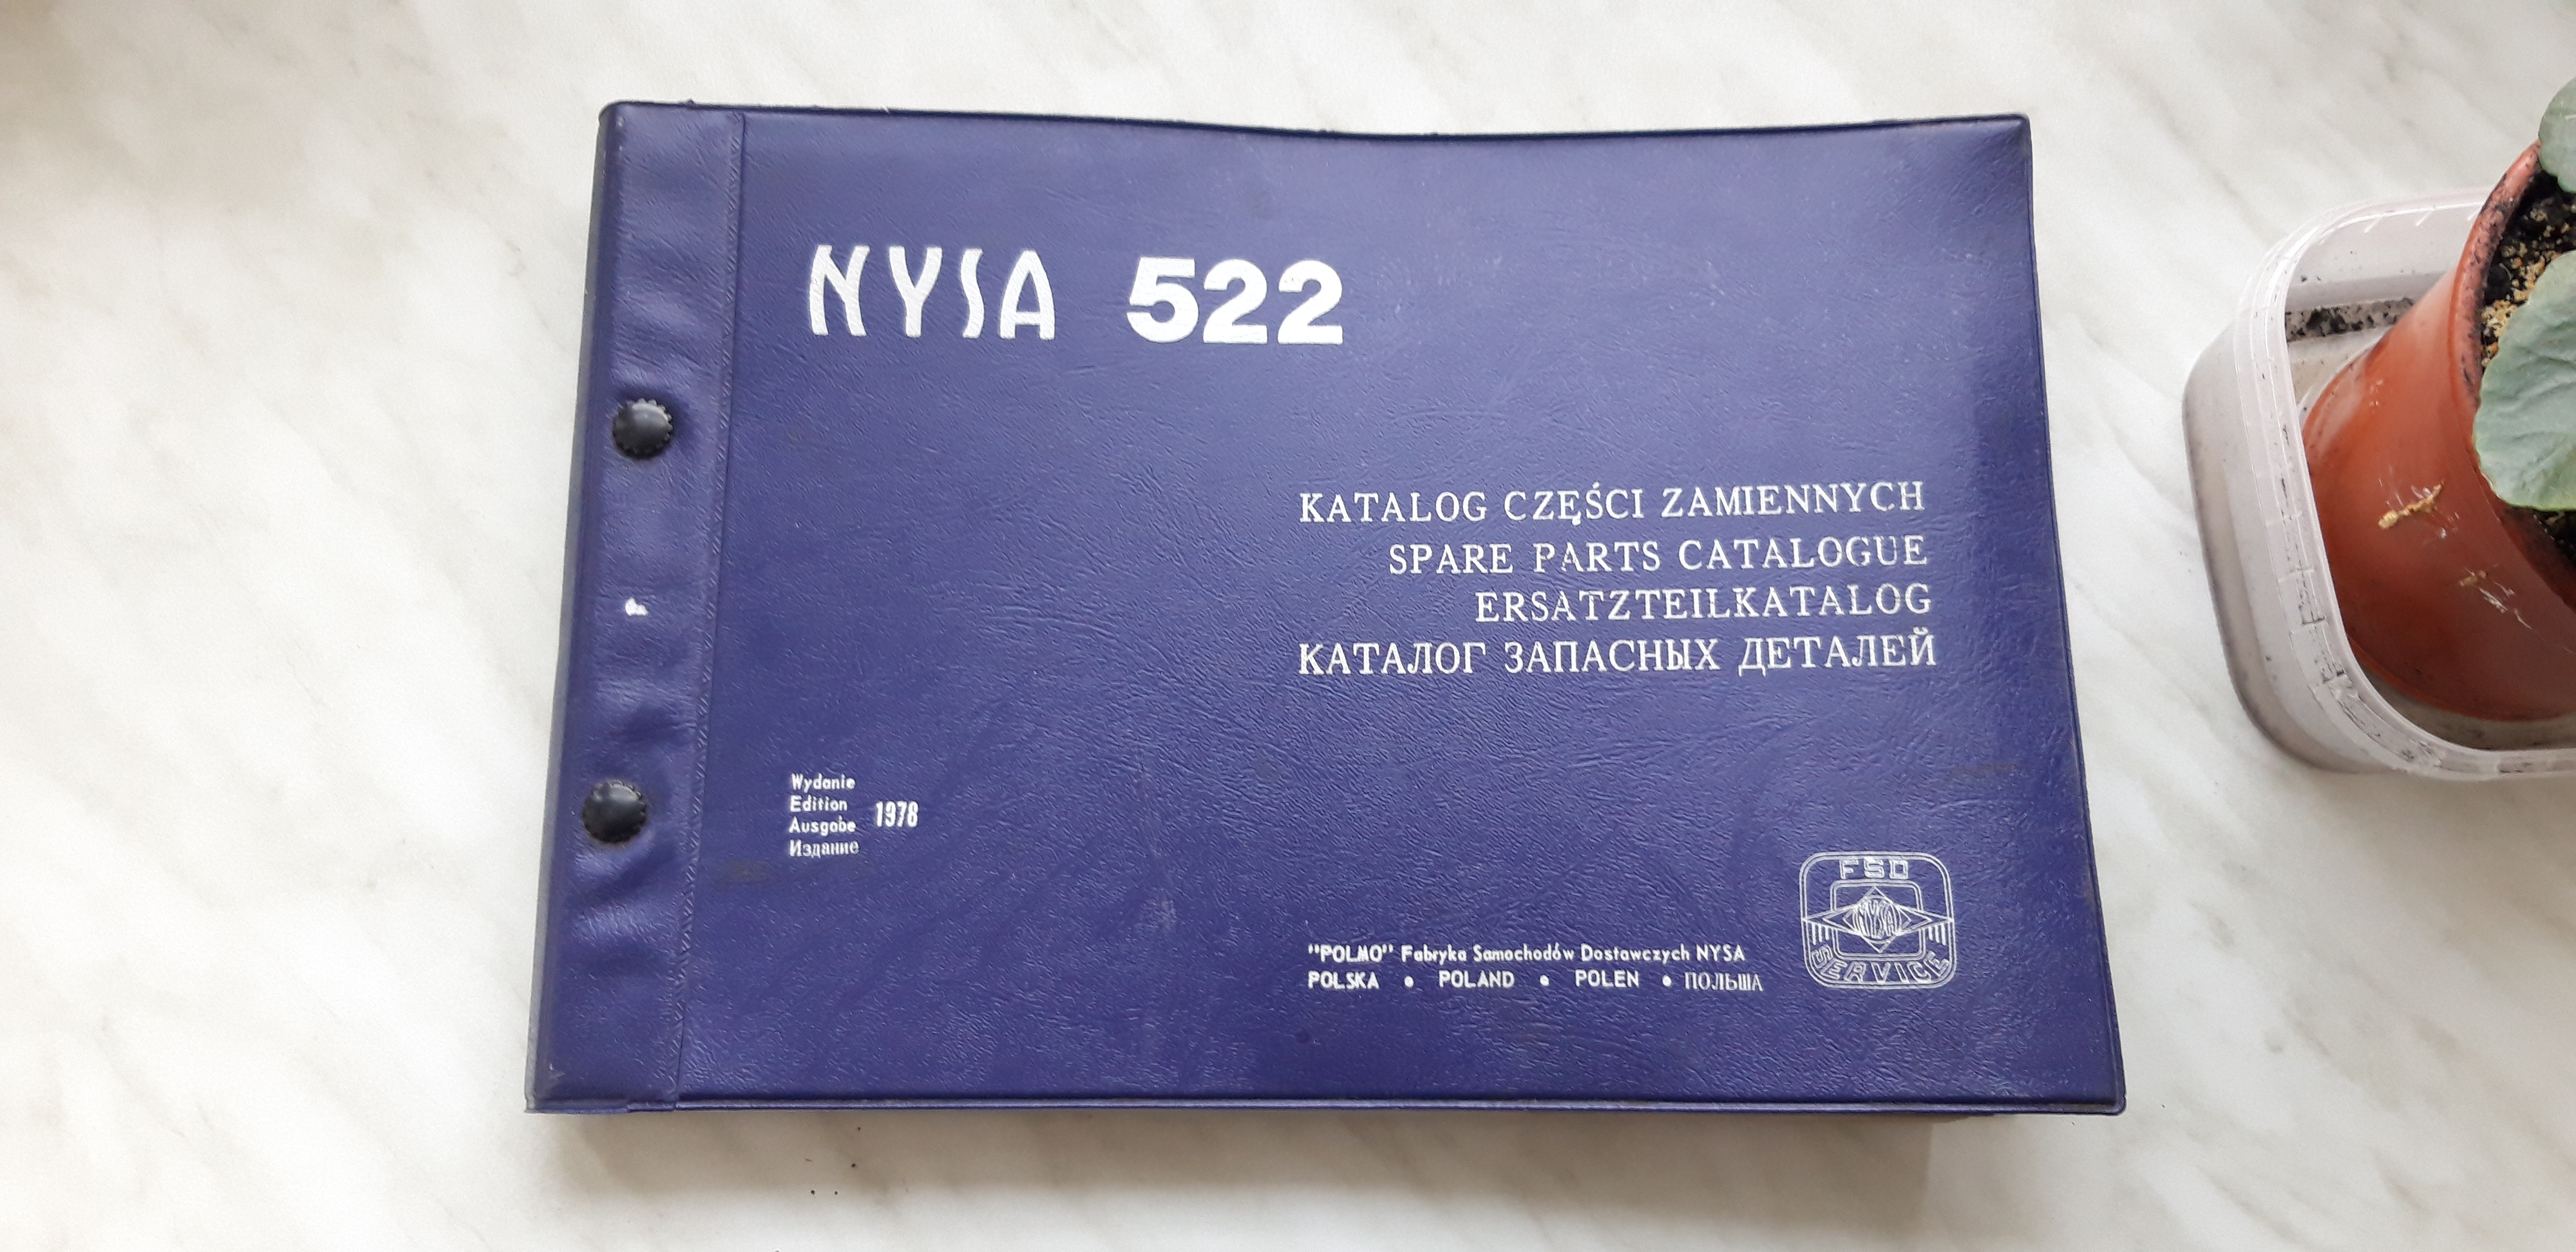 NYSA 522
KATALOG CZĘŚCI ZAMIENNYCH
SPARE PARTS CATALOGUE
ERSATZTEILKATALOG
КАТАЛОГ ЗАПАСНЫХ ДЕТАЛЕЙ
Wydanie
Edition
Ausgabe
Издание
1978
"POLMO" Fabryka Samochodów Dostawczych NYSA
POLSKA • POLAND • POLEN • ПОЛЬША
FSD
NYSA
SERVICE